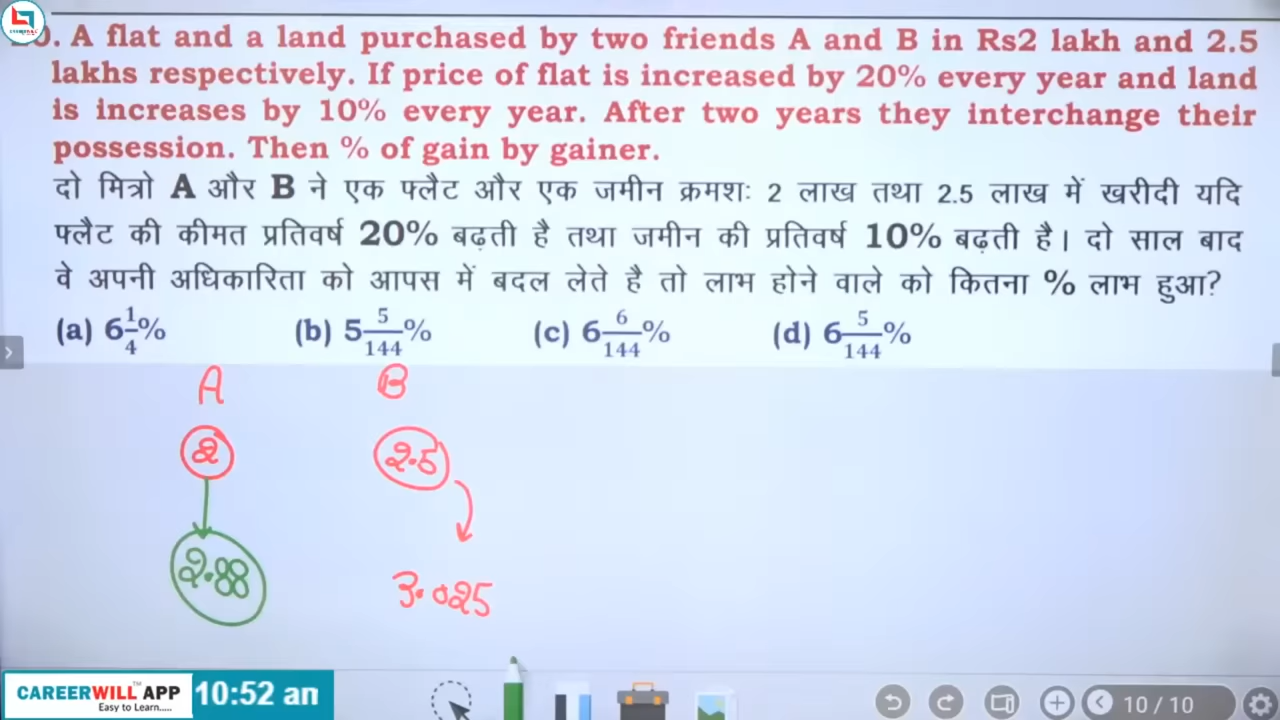 0. A flat and a land purchased by two friends A and B in Rs2 lakh and 2.5
lakhs respectively. If price of flat is increased by 20% every year and land
is increases by 10% every year. After two years they interchange their
possession. Then % of gain by gainer.
दो मित्रो A और B ने एक फ्लैट और एक जमीन क्रमशः 2 लाख तथा 2.5 लाख में खरीदी यदि
फ्लैट की कीमत प्रतिवर्ष 20% बढ़ती है तथा जमीन की प्रतिवर्ष 10% बढ़ती है। दो साल बाद
वे अपनी अधिकारिता को आपस में बदल लेते है तो लाभ होने वाले को कितना % लाभ हुआ?
(a) 6 1/4% (b) 5 5/144% (c) 6 6/144% (d) 6 5/144%
A B
2 2.5
2.88 3.025
CAREERWILL APP
Easy to Learn.....
10:52 an
10 / 10